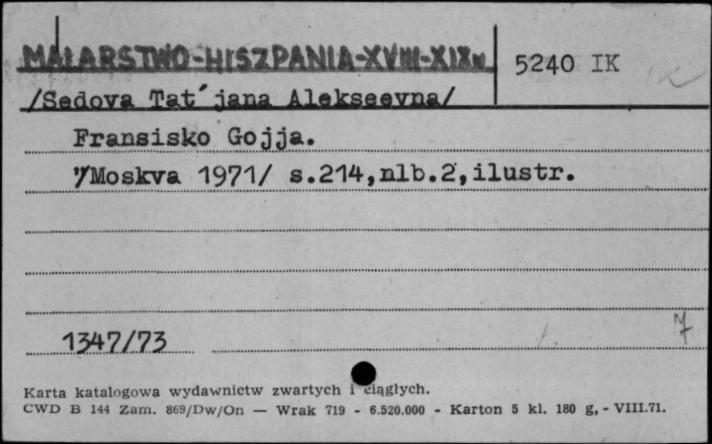 MALARSTWO-HISZPANIA-XVIII-XIXw
5240 IK
/Sedova Tat´jana Alekseevna/
Fransisko Gojja.
"/Moskva 1971/ s.214,nlb.2,ilustr.
1347/73
Karta katalogowa wydawnictw zwartych i ciągłych.
CWD B 144 Zam. 869/Dw/On — Wrak 719 - 6.520.000 - Karton 5 kl. 180 g, - VIII.71.